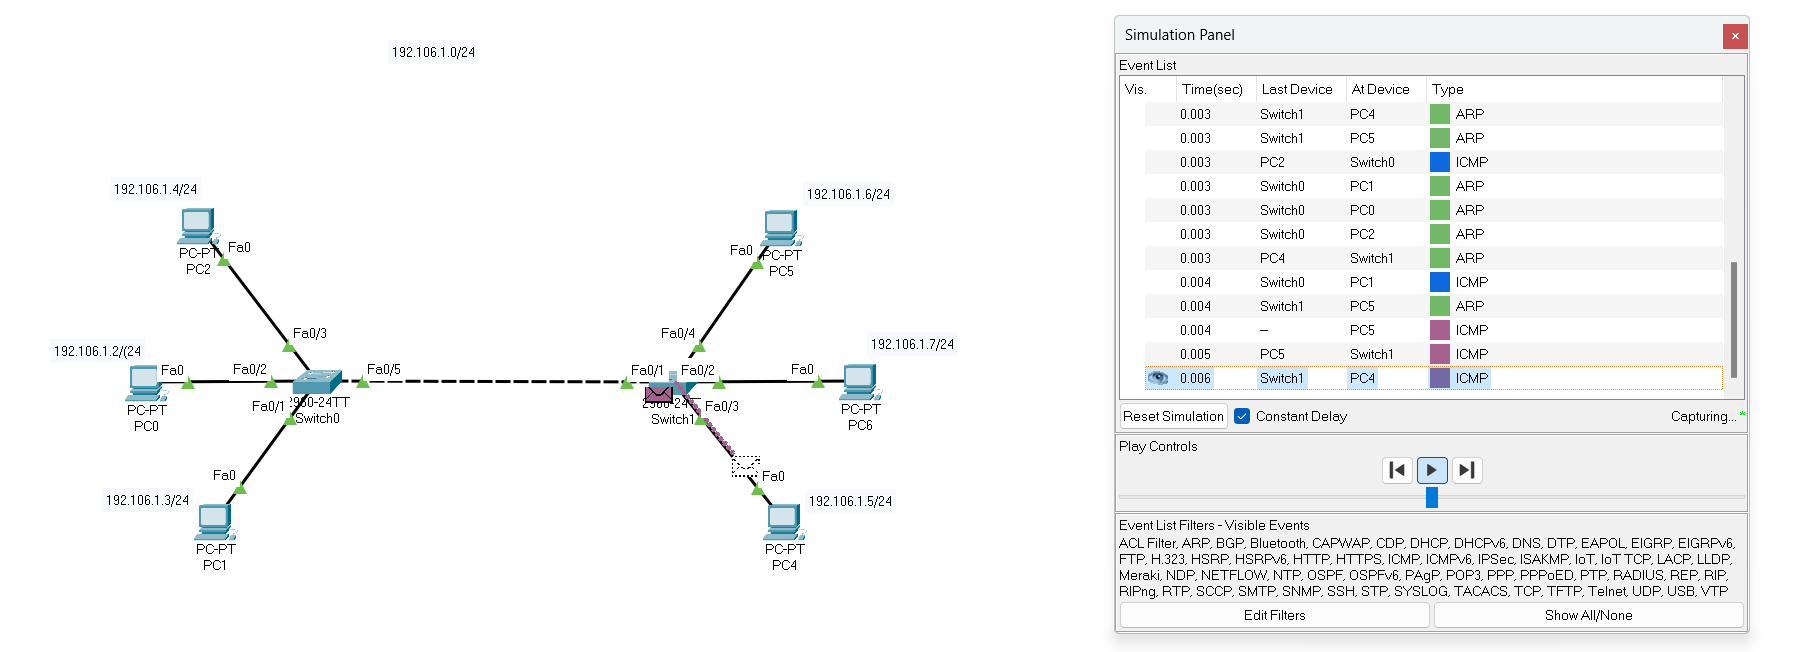 192.106.1.0/24
192.106.1.4/24
Fa0
PC-PT
PC2
Fa0/3
192.106.1.2/(24
Fa0
Fa0/2
Fa0/5
PC-PT
PC0
Fa0/1
2960-24TT
Switch0
Fa0
192.106.1.3/24
PC-PT
PC1
192.106.1.6/24
Fa0
PC-PT
PC5
Fa0/4
192.106.1.7/24
Fa0/1
Fa0/2
Fa0
Fa0/3
Switch1
PC-PT
PC6
Fa0
192.106.1.5/24
PC-PT
PC4
Simulation Panel
Event List
Vis. Time(sec) Last Device At Device Type
0.003 Switch1 PC4 ARP
0.003 Switch1 PC5 ARP
0.003 PC2 Switch0 ICMP
0.003 Switch0 PC1 ARP
0.003 Switch0 PC0 ARP
0.003 Switch0 PC2 ARP
0.003 PC4 Switch1 ARP
0.004 Switch0 PC1 ICMP
0.004 Switch1 PC5 ARP
0.004 -- PC5 ICMP
0.005 PC5 Switch1 ICMP
0.006 Switch1 PC4 ICMP
Reset Simulation Constant Delay Capturing... *
Play Controls
Event List Filters - Visible Events
ACL Filter, ARP, BGP, Bluetooth, CAPWAP, CDP, DHCP, DHCPv6, DNS, DTP, EAPOL, EIGRP, EIGRPv6,
FTP, H.323, HSRP, HSRPv6, HTTP, HTTPS, ICMP, ICMPv6, IPSec, ISAKMP, IoT, IoT TCP, LACP, LLDP,
Meraki, NDP, NETFLOW, NTP, OSPF, OSPFv6, PAgP, POP3, PPP, PPPoED, PTP, RADIUS, REP, RIP,
RIPng, RTP, SCCP, SMTP, SNMP, SSH, STP, SYSLOG, TACACS, TCP, TFTP, Telnet, UDP, USB, VTP
Edit Filters Show All/None